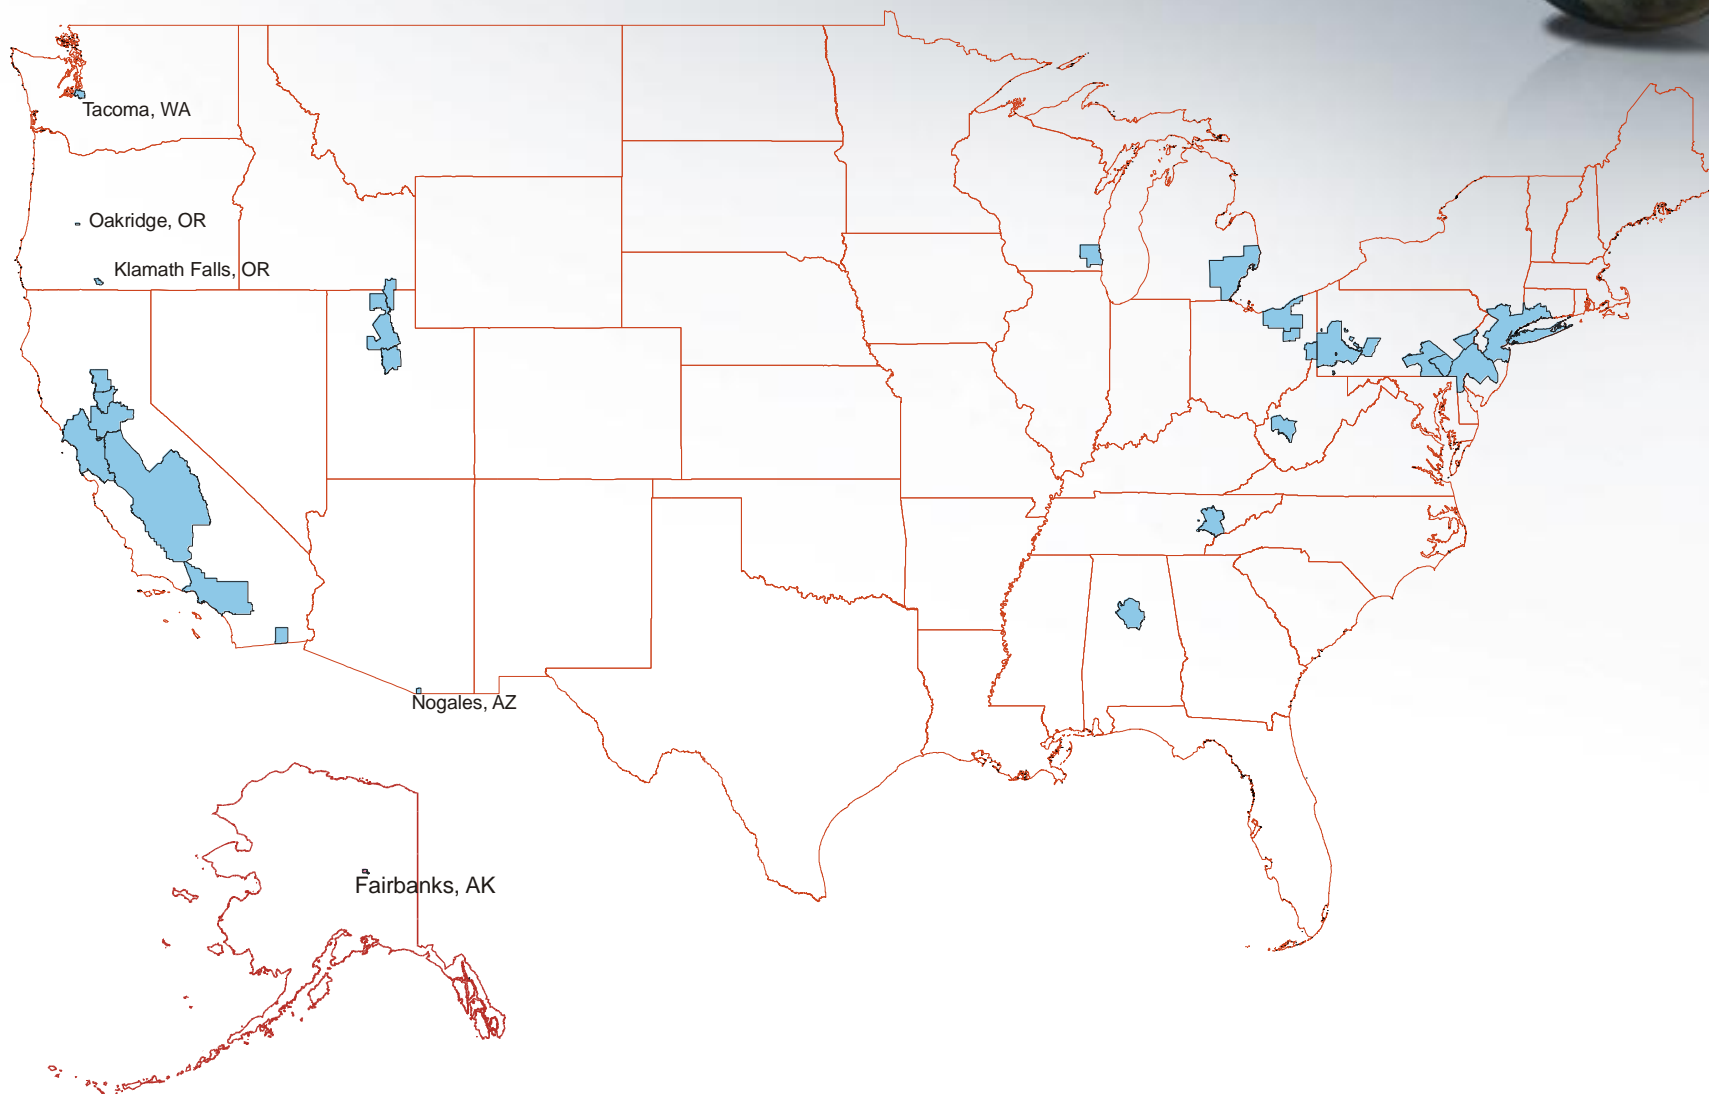 Tacoma, WA
Oakridge, OR
Klamath Falls, OR
Nogales, AZ
Fairbanks, AK